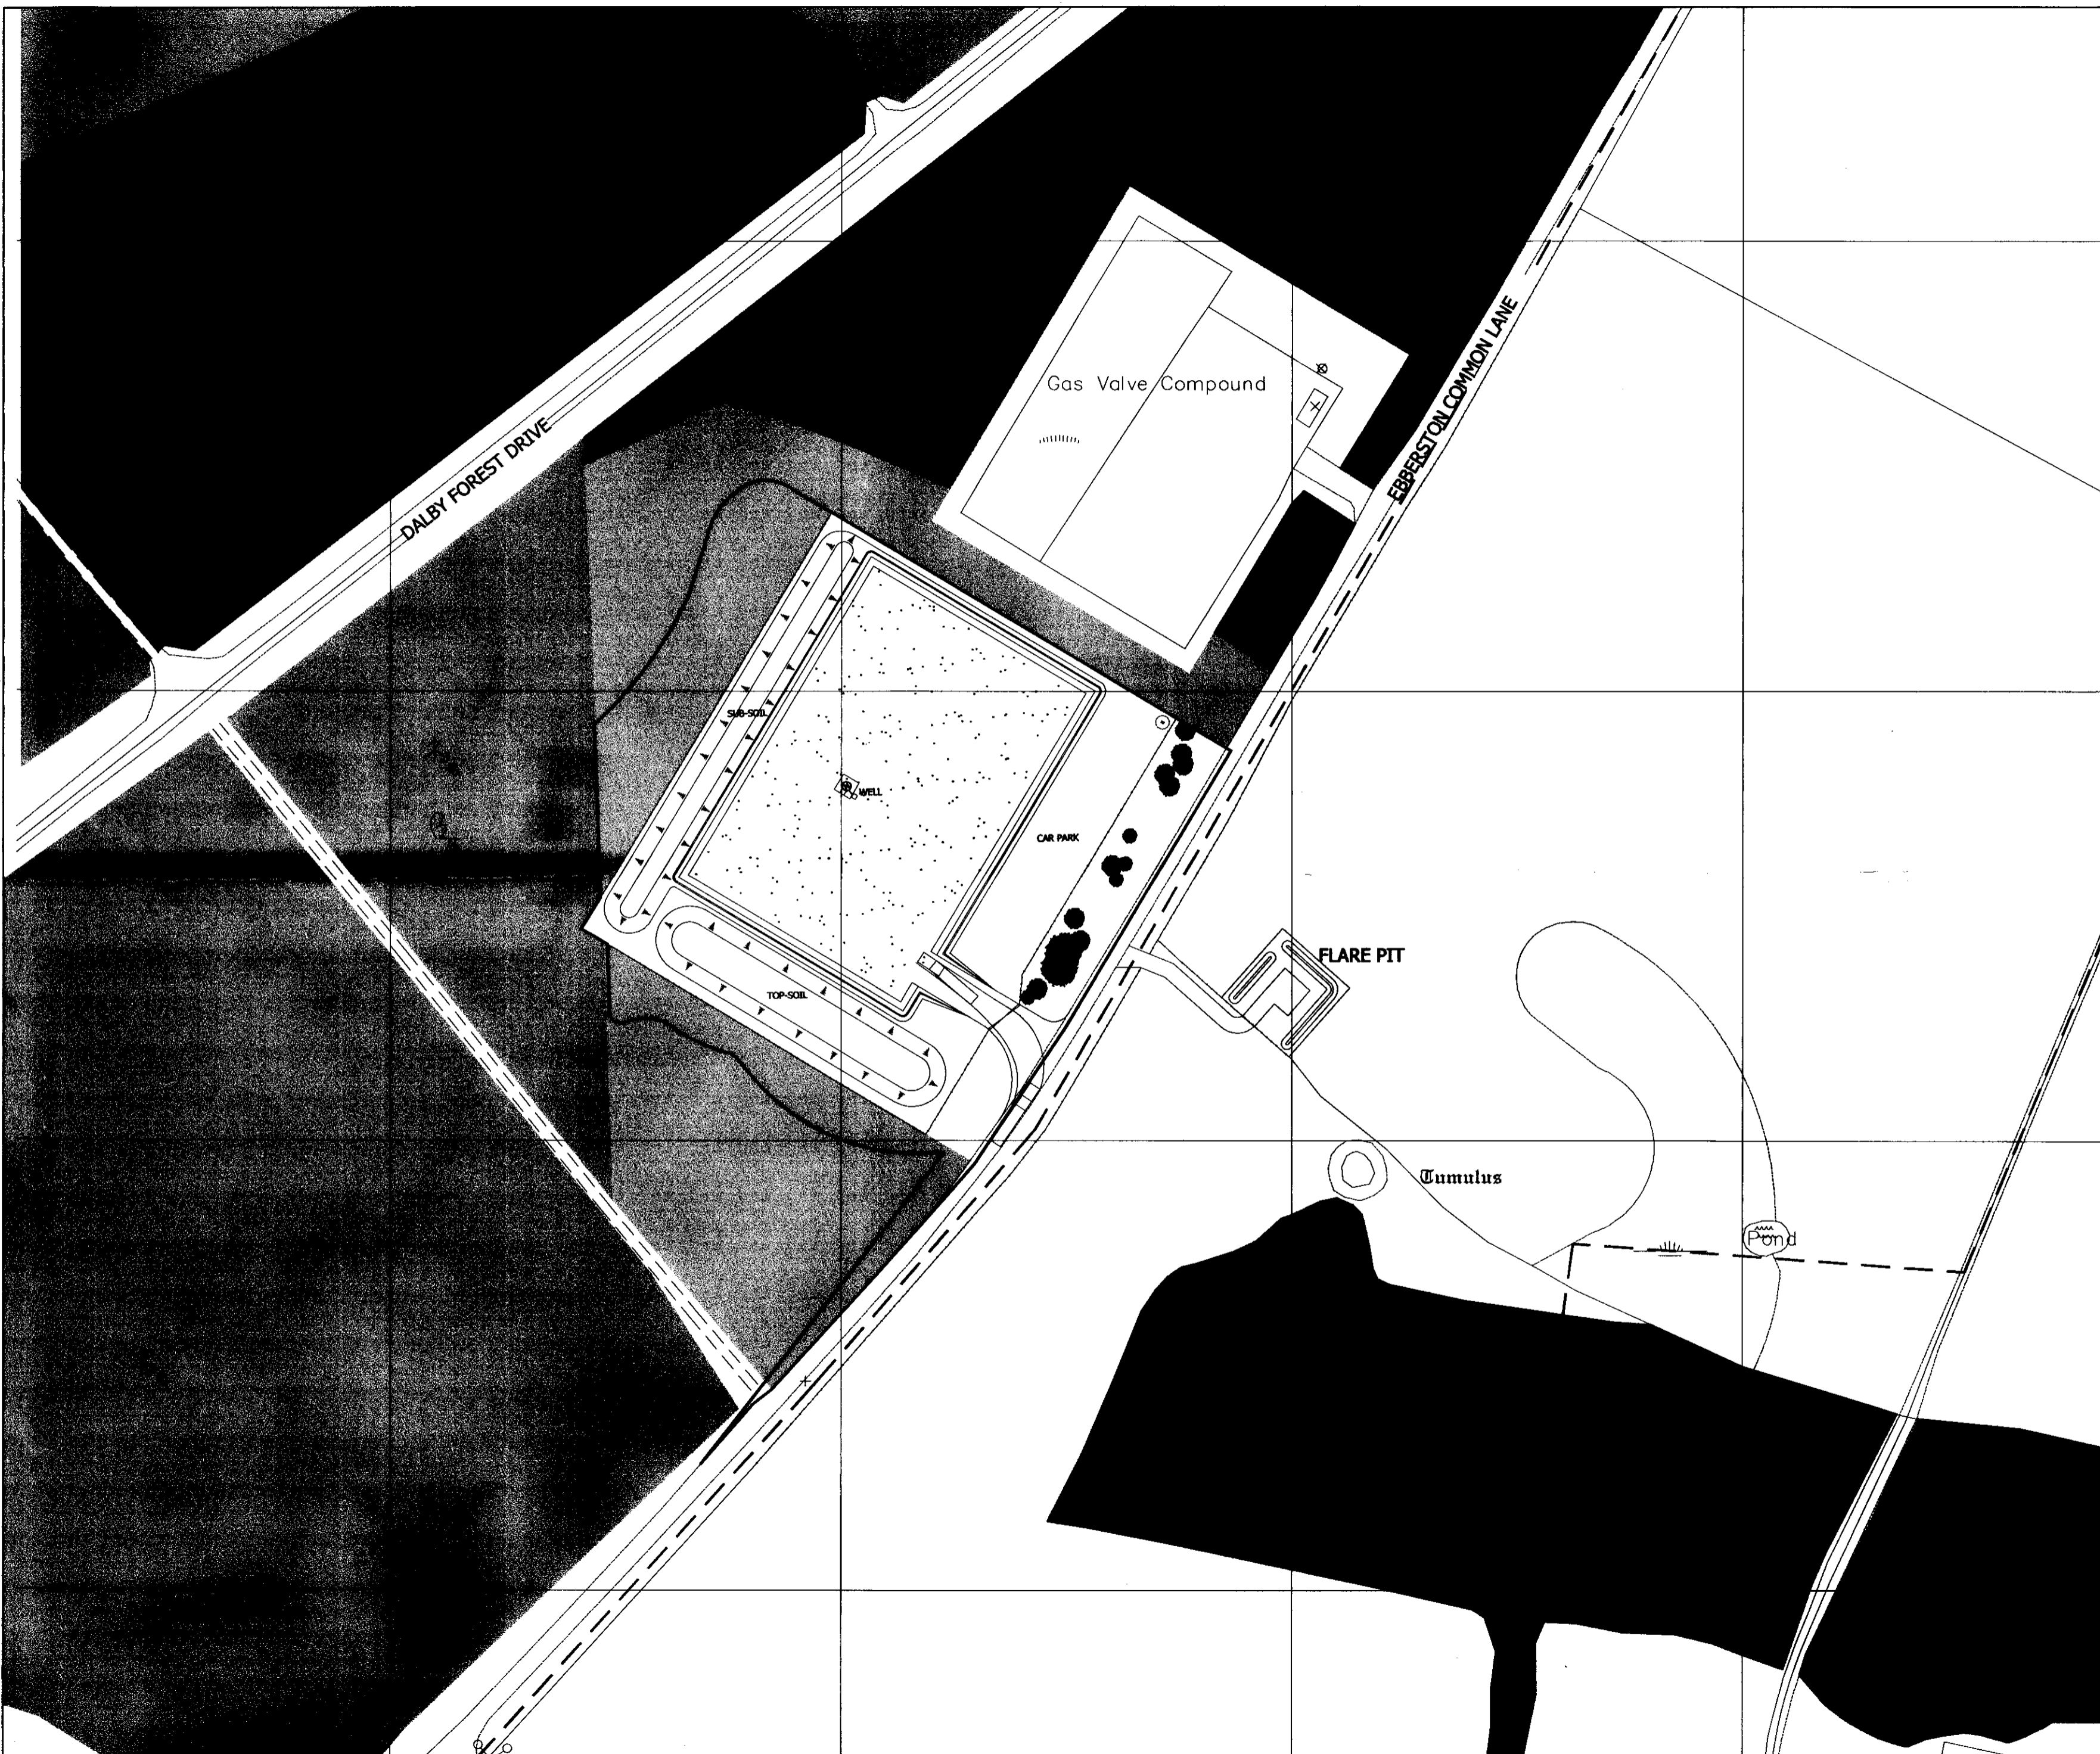 EBBERSTON COMMON LANE
Gas Valve Compound
DALBY FOREST DRIVE
SUB-SOIL
WELL
CAR PARK
FLARE PIT
TOP-SOIL
Tumulus
Pond